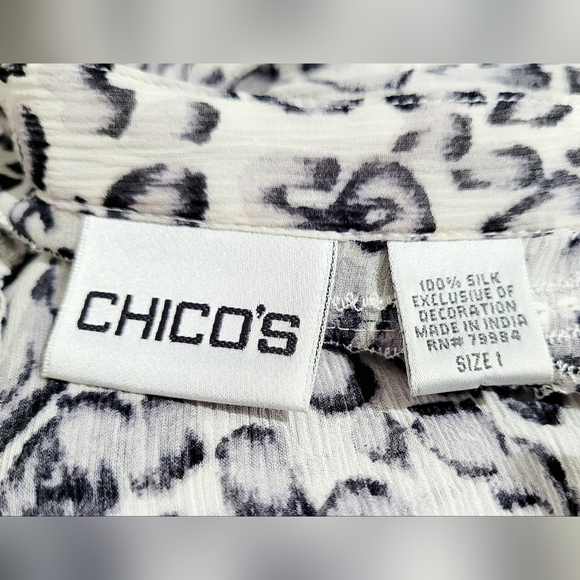 CHICO'S
100% SILK
EXCLUSIVE OF
DECORATION
MADE IN INDIA
RN# 79984
SIZE 1